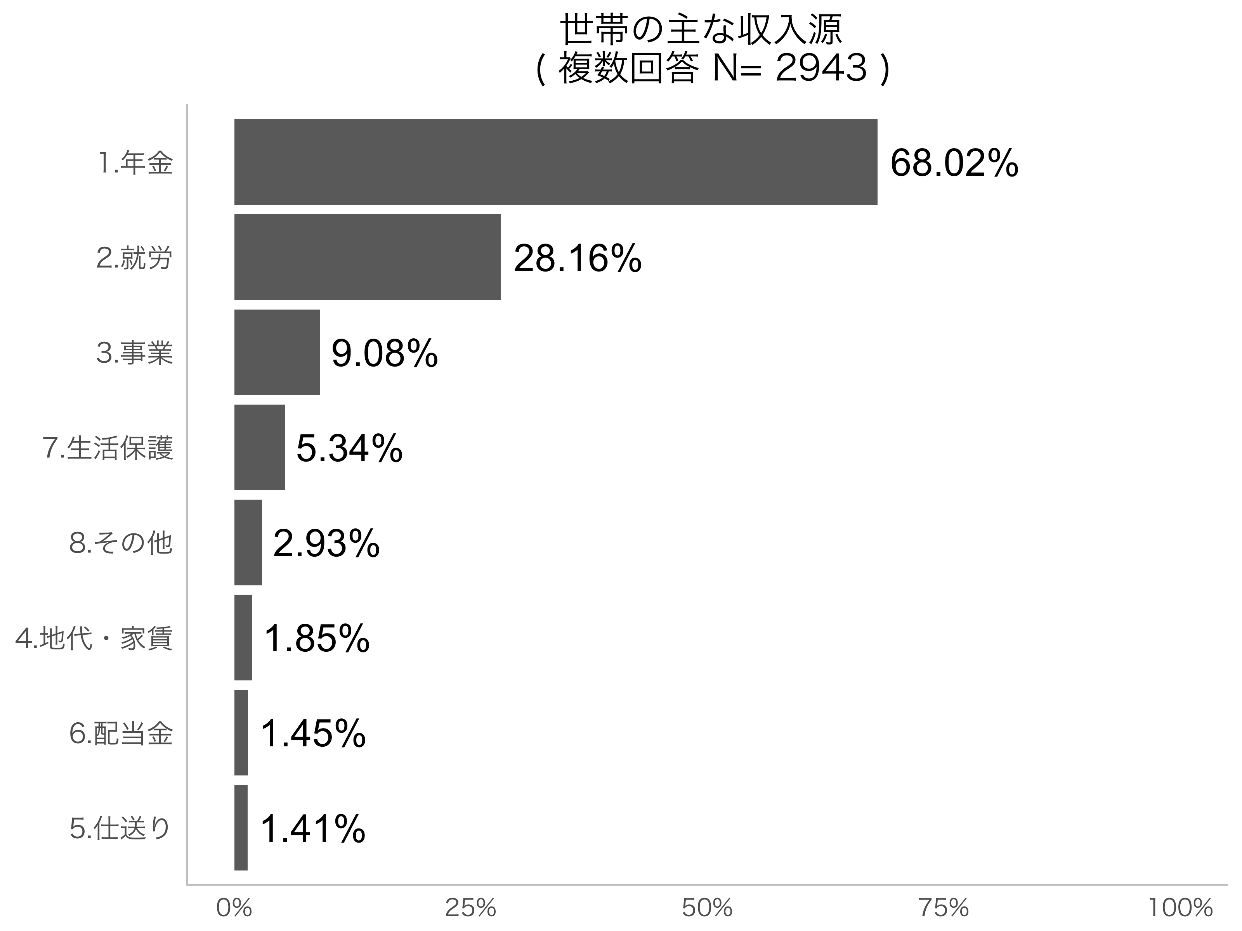 世帯の主な収入源
( 複数回答 N= 2943 )
1.年金 68.02%
2.就労 28.16%
3.事業 9.08%
7.生活保護 5.34%
8.その他 2.93%
4.地代・家賃 1.85%
6.配当金 1.45%
5.仕送り 1.41%
0% 25% 50% 75% 100%